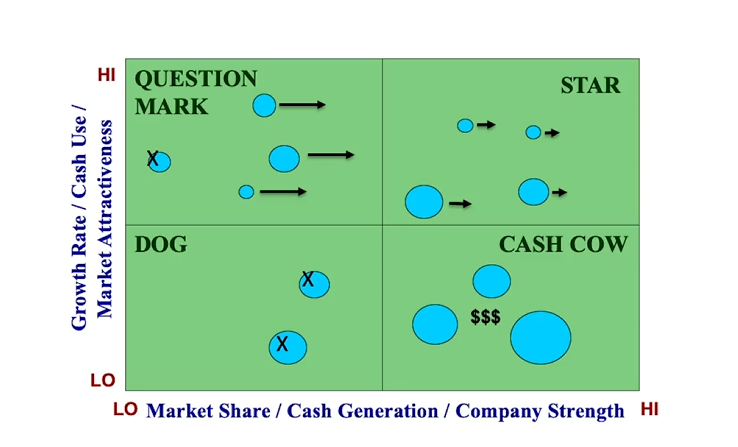 HI
QUESTION
MARK
STAR
X
DOG
CASH COW
X
X
$$$
Growth Rate / Cash Use /
Market Attractiveness
LO
LO Market Share / Cash Generation / Company Strength HI